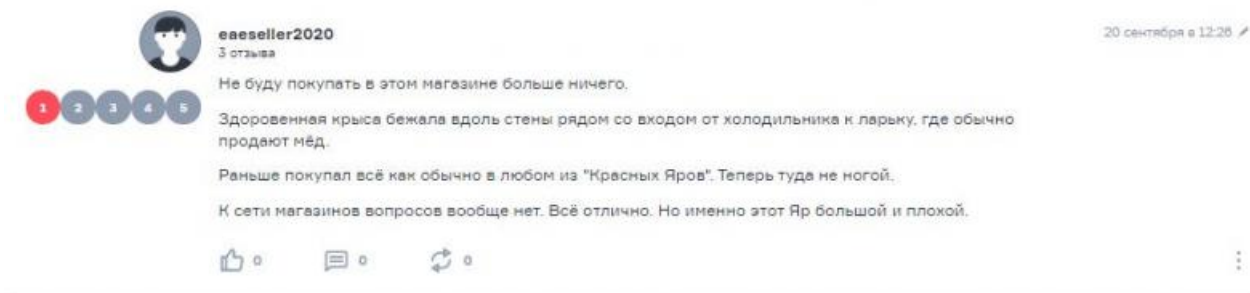 eaeseller2020
20 сентября в 12:26
3 отзыва
Не буду покупать в этом магазине больше ничего.
1 2 3 4 5
Здоровенная крыса бежала вдоль стены рядом со входом от холодильника к ларьку, где обычно
продают мёд.
Раньше покупал всё как обычно в любом из "Красных Яров". Теперь туда не ногой.
К сети магазинов вопросов вообще нет. Всё отлично. Но именно этот Яр большой и плохой.
0 0 0